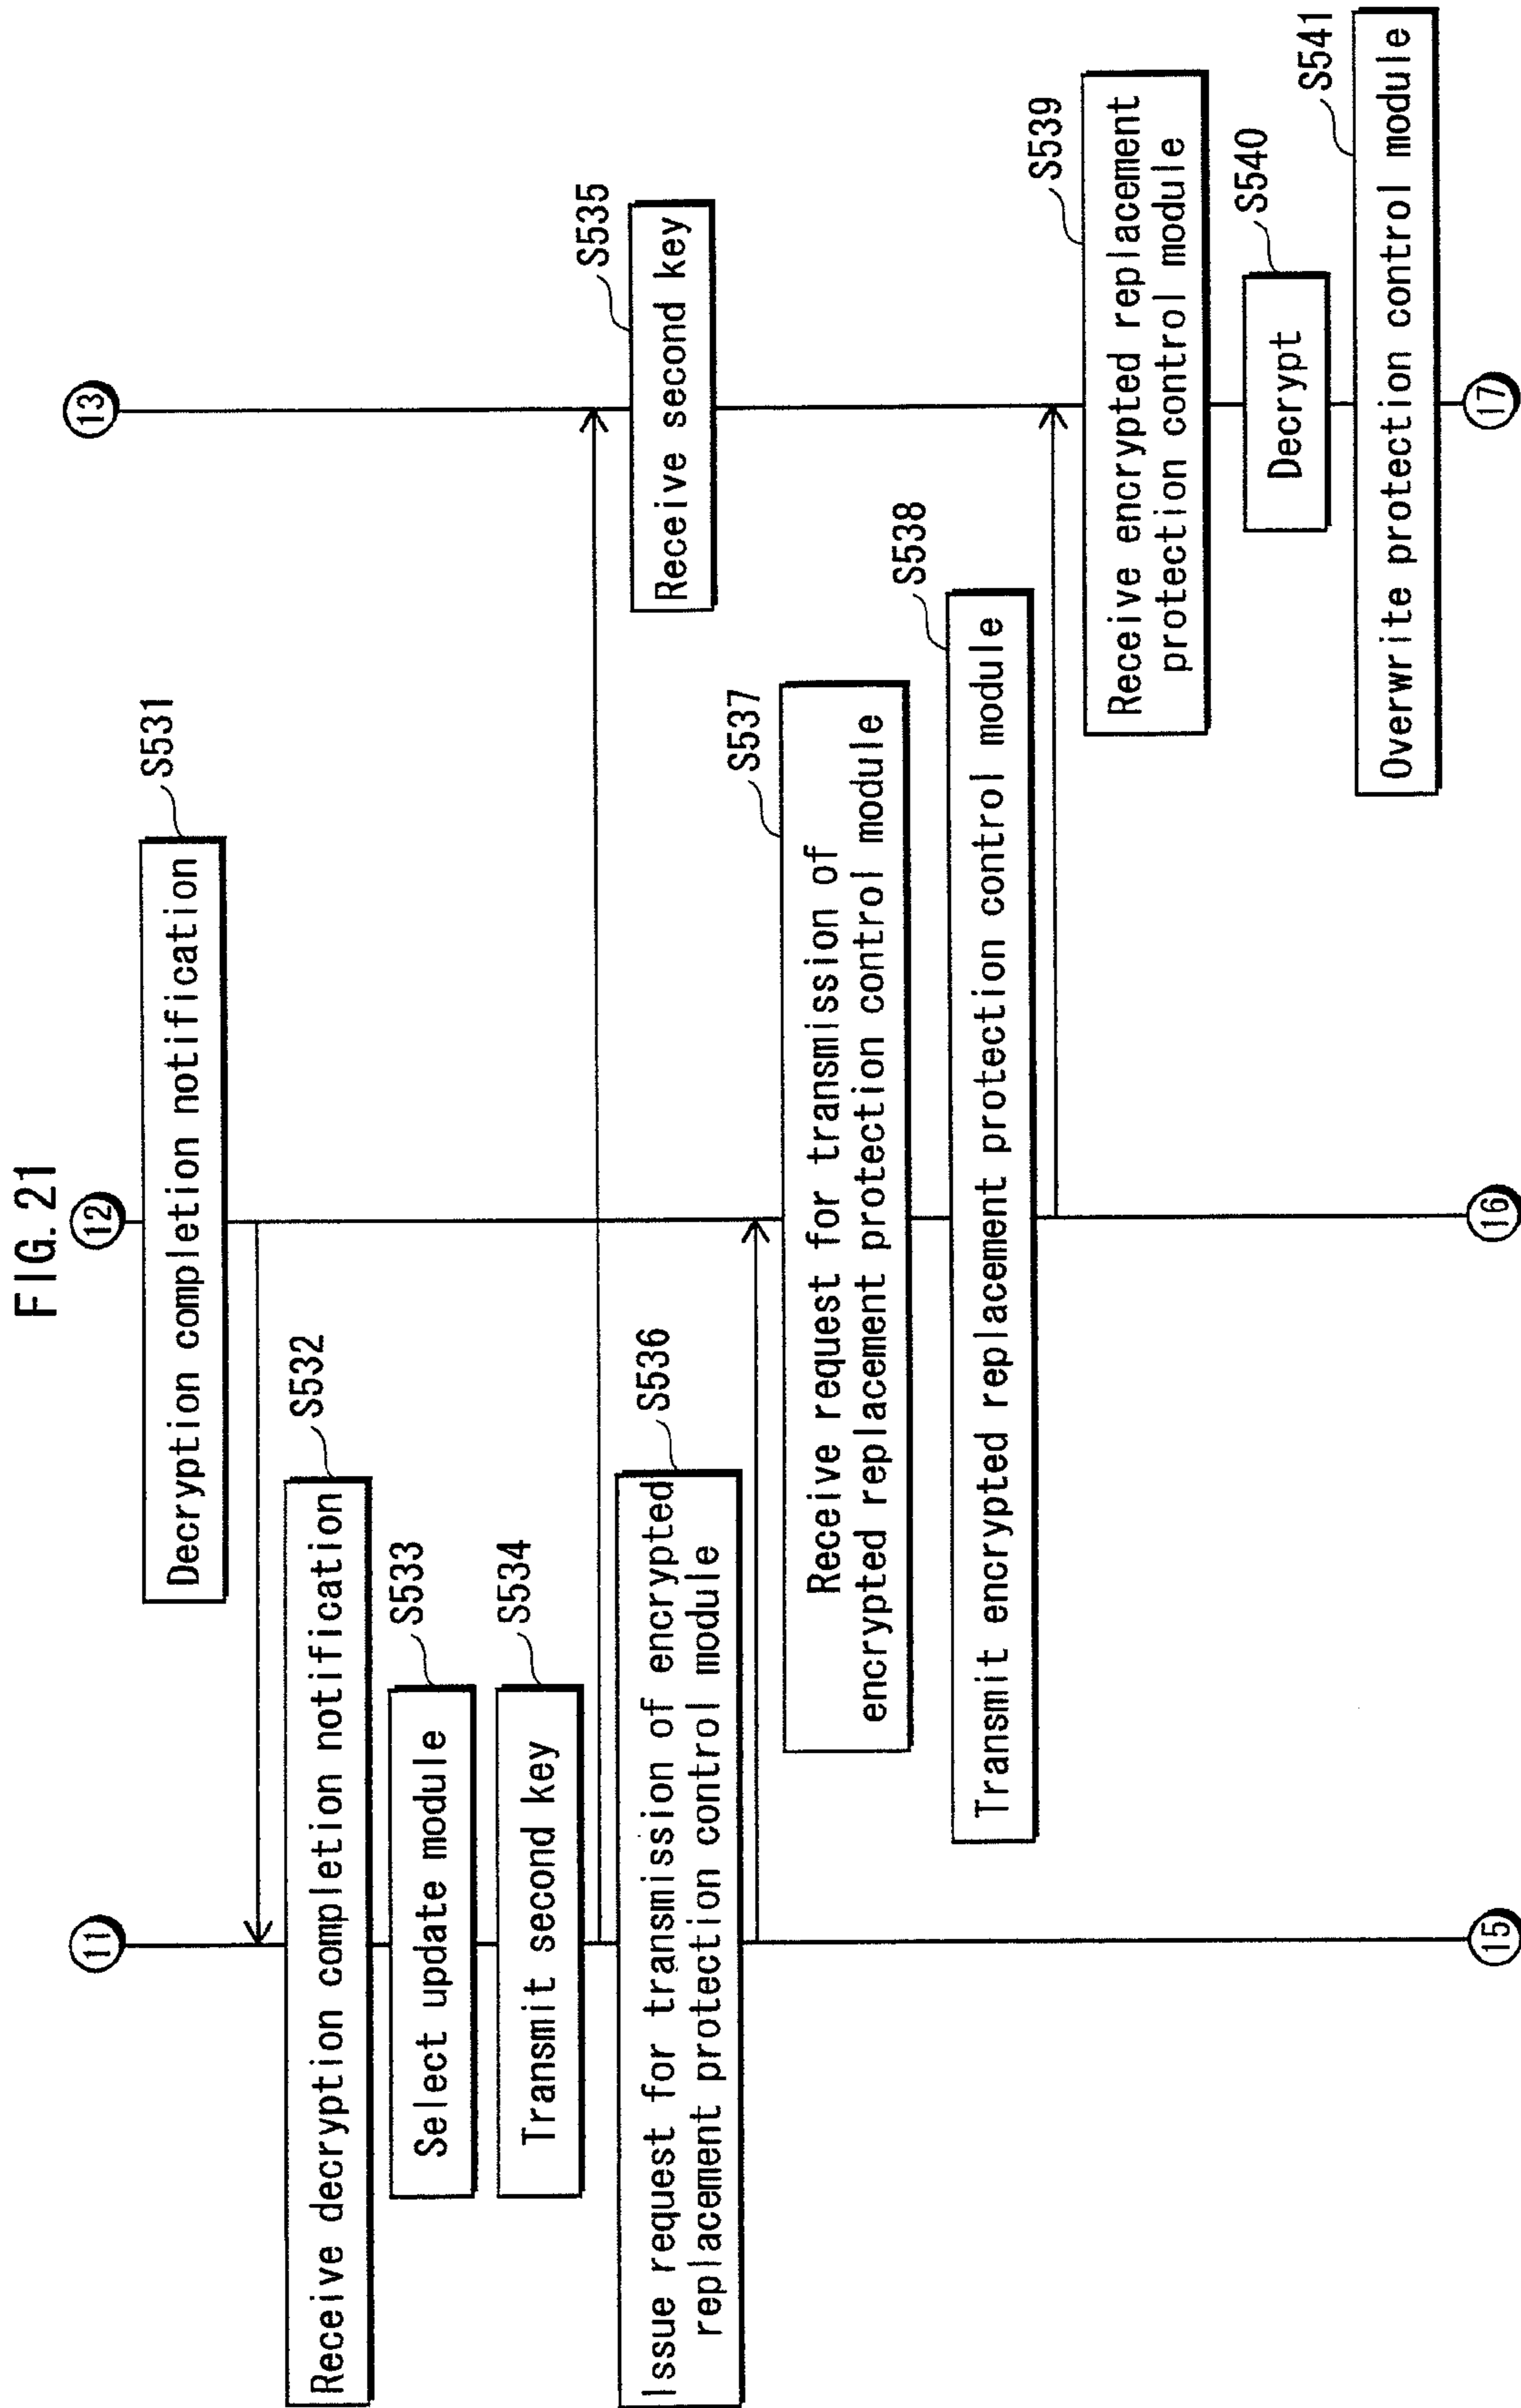 FIG. 21
11
12
13
Decryption completion notification
S531
Receive decryption completion notification
S532
Select update module
S533
Transmit second key
S534
Receive second key
S535
Issue request for transmission of encrypted
replacement protection control module
S536
Receive request for transmission of
encrypted replacement protection control module
S537
Transmit encrypted replacement protection control module
S538
Receive encrypted replacement
protection control module
S539
Decrypt
S540
Overwrite protection control module
S541
15
16
17